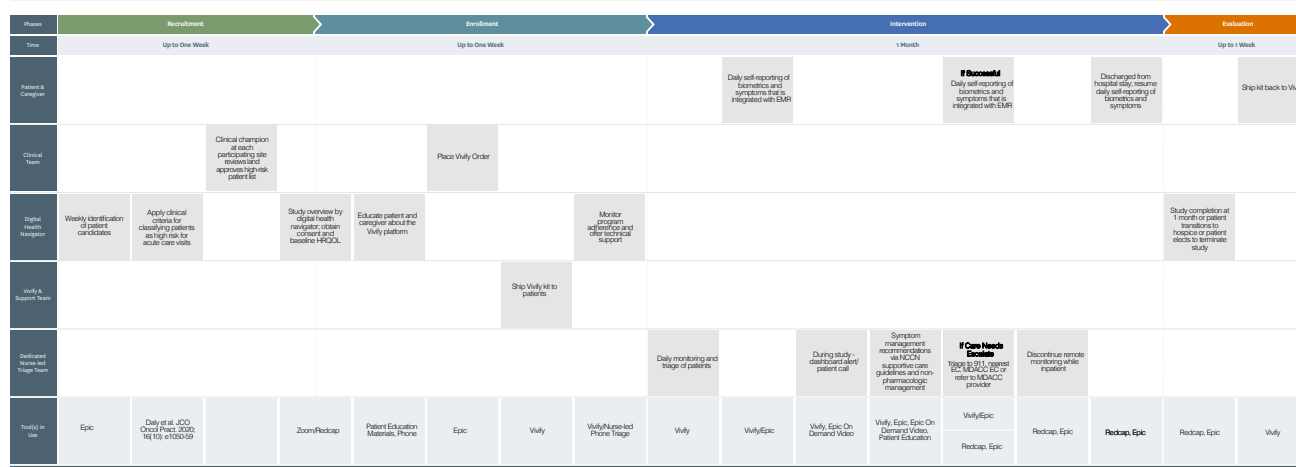 Phases
Recruitment
Enrollment
Intervention
Evaluation
Time
Up to One Week
Up to One Week
1 Month
Up to 1 Week
Patient &
Caregiver
Daily self-reporting of
biometrics and
symptoms that is
integrated with EMR
If Successful
Daily self-reporting of
biometrics and
symptoms that is
integrated with EMR
Discharged from
hospital stay; resume
daily self-reporting of
biometrics and
symptoms
Ship kit back to
Clinical
Team
Clinical champion
at each
participating site
reviews and
approves high-risk
patient list
Place Vivify Order
Digital
Health
Navigator
Weekly identification
of patient
candidates
Apply clinical
criteria for
classifying patients
as high risk for
acute care visits
Study overview by
digital health
navigator; obtain
consent and
baseline HRQOL
Educate patient and
caregiver about the
Vivify platform
Monitor
program
adherence and
offer technical
support
Study completion at
1 month or patient
transitions to
hospice or patient
elects to terminate
study
Vivify &
Support Team
Ship Vivify kit to
patients
Dedicated
Nurse-led
Triage Team
Daily monitoring and
triage of patients
During study -
dashboard alert/
patient call
Symptom
management
recommendations
via NCCN
supportive care
guidelines and non-
pharmacologic
management
If Care Needs
Escalate
Triage to 911, nearest
EC, MDACC EC or
refer to MDACC
provider
Discontinue remote
monitoring while
inpatient
Tool(s) in
Use
Epic
Daly et al. JCO
Oncol Pract. 2020;
16(10): e1050-59
Zoom/Redcap
Patient Education
Materials, Phone
Epic
Vivify
Vivify/Nurse-led
Phone Triage
Vivify
Vivify/Epic
Vivify, Epic On
Demand Video
Vivify, Epic, Epic On
Demand Video,
Patient Education
Vivify/Epic
Redcap, Epic
Redcap, Epic
Redcap, Epic
Redcap, Epic
Vivify